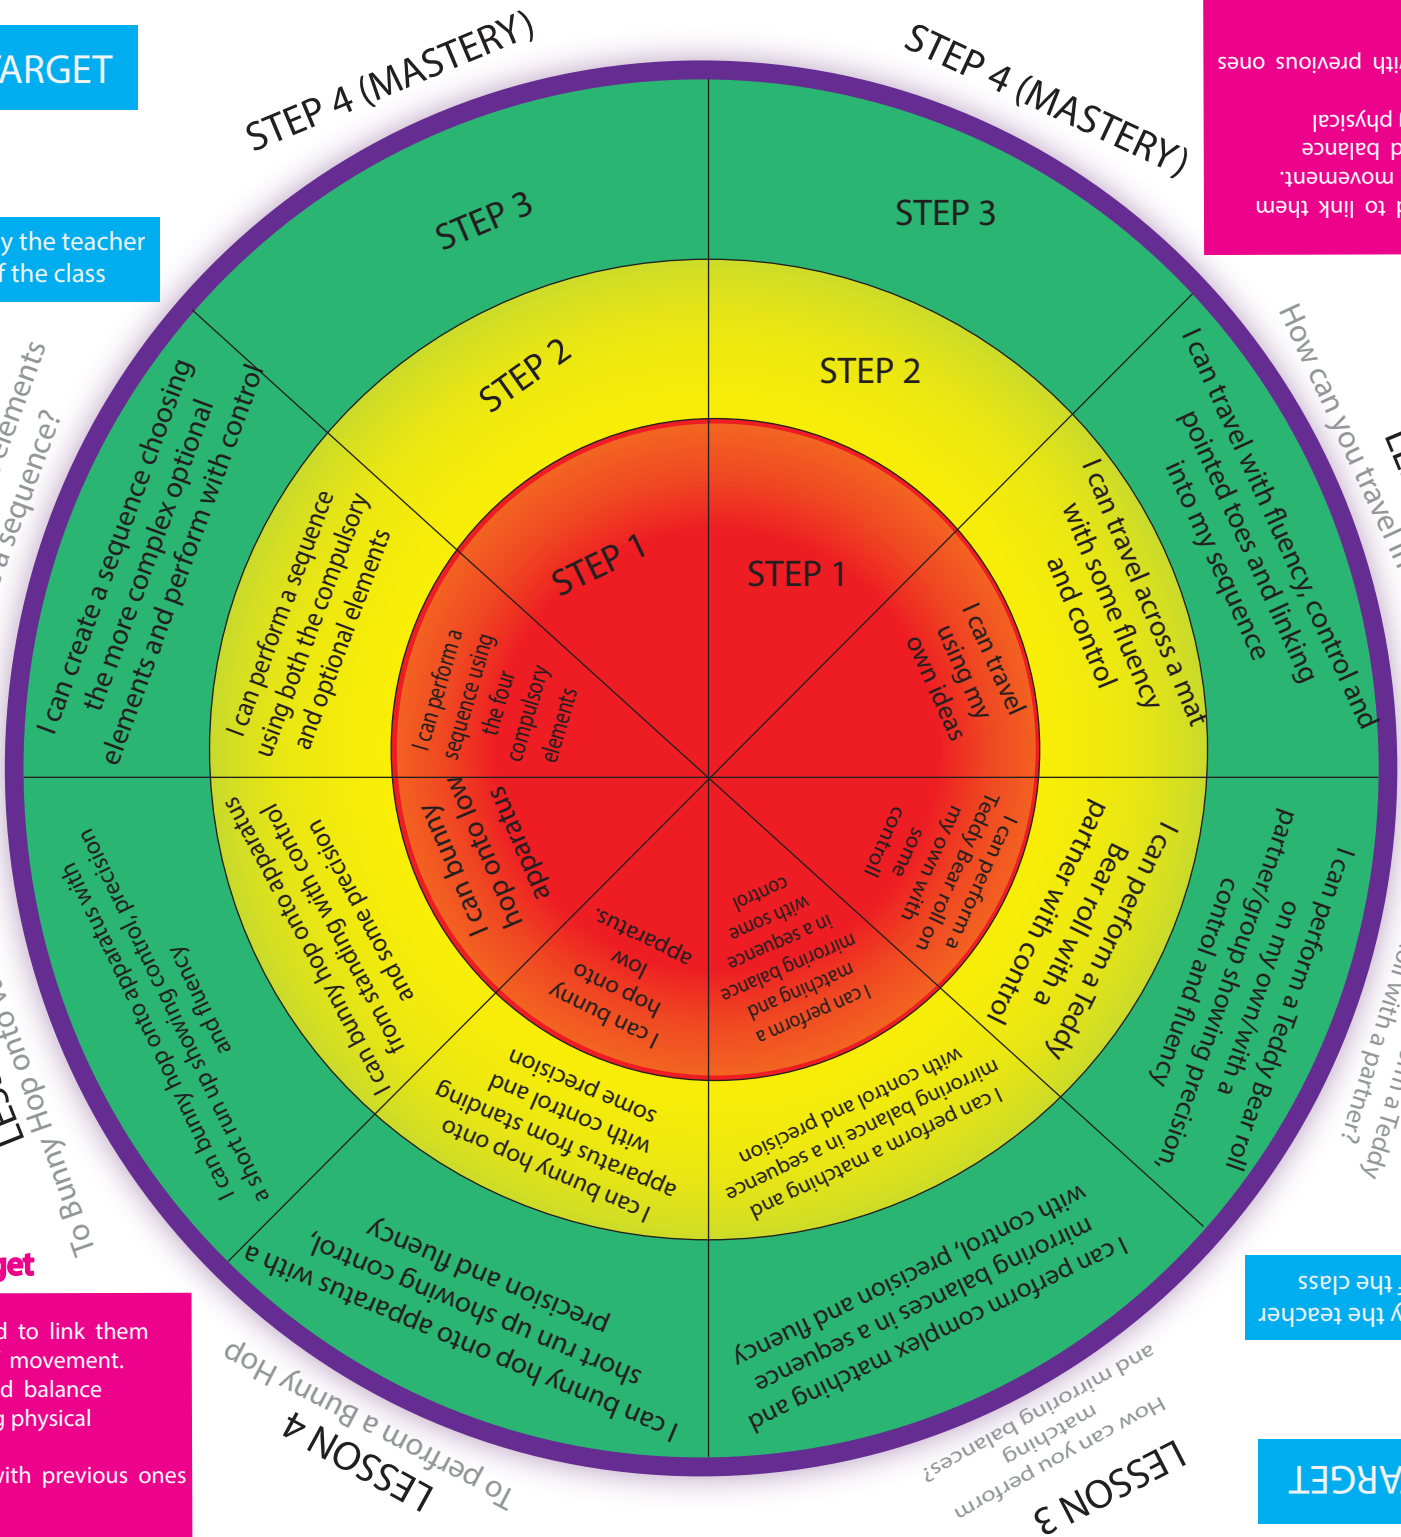 ARGET
y the teacher
f the class
STEP 4 (MASTERY)
STEP 4 (MASTERY)
STEP 3
STEP 3
STEP 2
STEP 2
STEP 1
STEP 1
with previous ones
physical
d balance
movement.
d to link them
How can you travel in
I can travel with fluency, control and
pointed toes and linking
into my sequence
I can travel across a mat
with some fluency
and control
I can travel
using my
own ideas
I can perform a
Teddy Bear roll on
my own with
some
controll
I can perform a Teddy
Bear roll with a
partner with control
I can perform a Teddy Bear roll
on my own/with a
partner/group showing precision,
control and fluency
a Teddy
with a partner?
f the class
y the teacher
ARGET
I can perform a
matching and
mirroring balance
in a sequence
with some
control
I can perform a matching and
mirroring balance in a sequence
with control and precision
I can perform complex matching and
mirroring balances in a sequence
with control, precision and fluency
LESSON 3
How can you perform
matching
and mirroring balances?
I can bunny
hop onto
low
apparatus.
I can bunny hop onto
apparatus from standing
with control and
some precision
I can bunny hop onto apparatus with a
short run up showing control,
precision and fluency
LESSON 4
To perfrom a Bunny Hop
I can bunny
hop onto low
apparatus
I can bunny hop onto apparatus
from standing with control
and some precision
I can bunny hop onto apparatus with
a short run up showing control, precision
and fluency
To Bunny Hop onto
get
d to link them
movement.
d balance
g physical
with previous ones
I can perform a
sequence using
the four
compulsory
elements
I can perform a sequence
using both the compulsory
and optional elements
I can create a sequence choosing
the more complex optional
elements and perform with control
elements
a sequence?